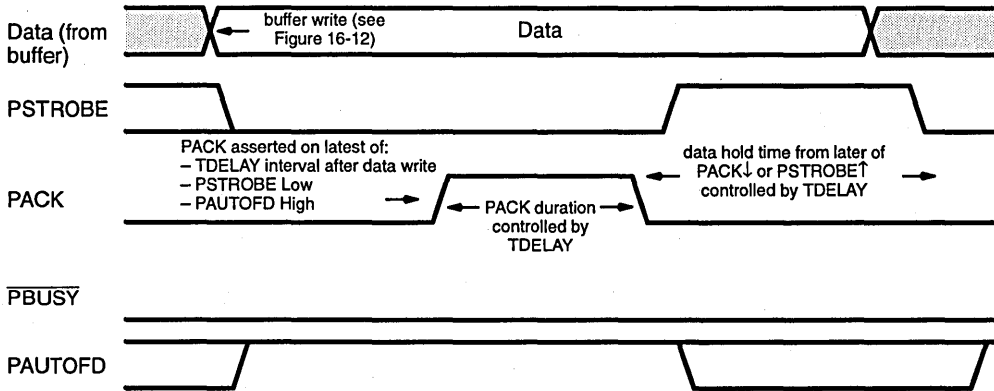 Data (from
buffer)
buffer write (see
Figure 16-12)
Data
PSTROBE
PACK asserted on latest of:
– TDELAY interval after data write
– PSTROBE Low
– PAUTOFD High
data hold time from later of
PACK↓ or PSTROBE↑
controlled by TDELAY
PACK
PACK duration
controlled by
TDELAY
PBUSY
PAUTOFD